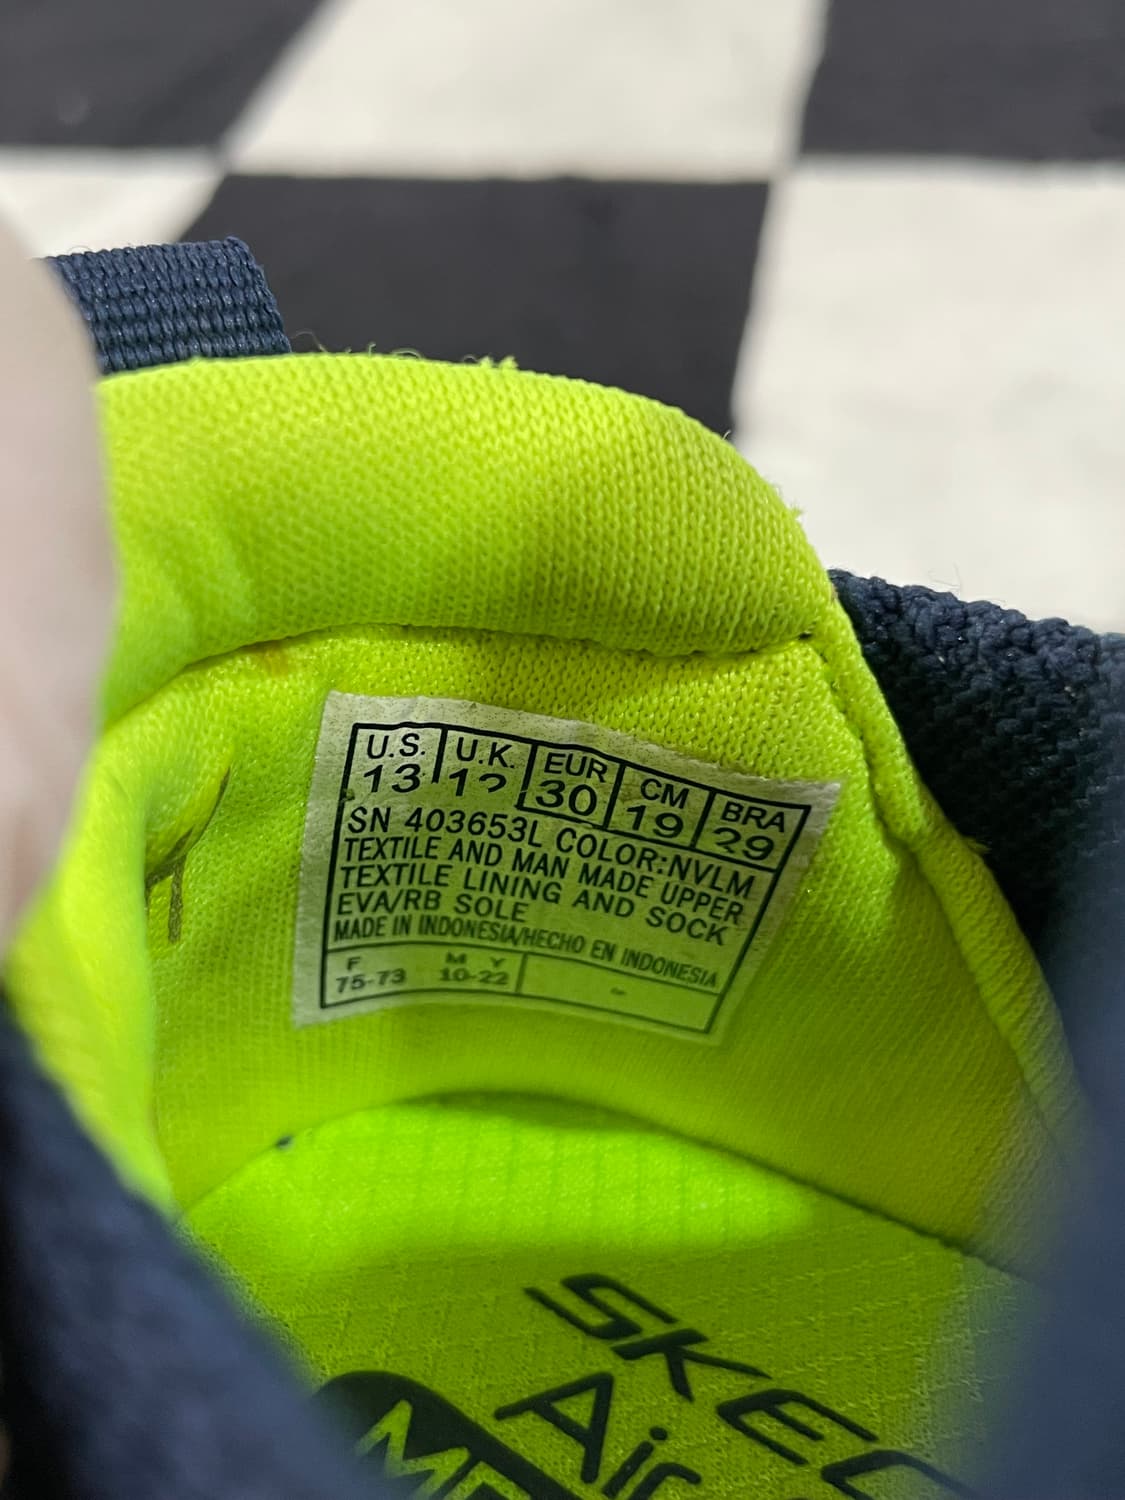 U.S. U.K. EUR CM BRA
13 12 30 19 29
SN 403653L COLOR:NVLM
TEXTILE AND MAN MADE UPPER
TEXTILE LINING AND SOCK
EVA/RB SOLE
MADE IN INDONESIA/HECHO EN INDONESIA
F M Y
75-73 10-22 -
SKEC
Air